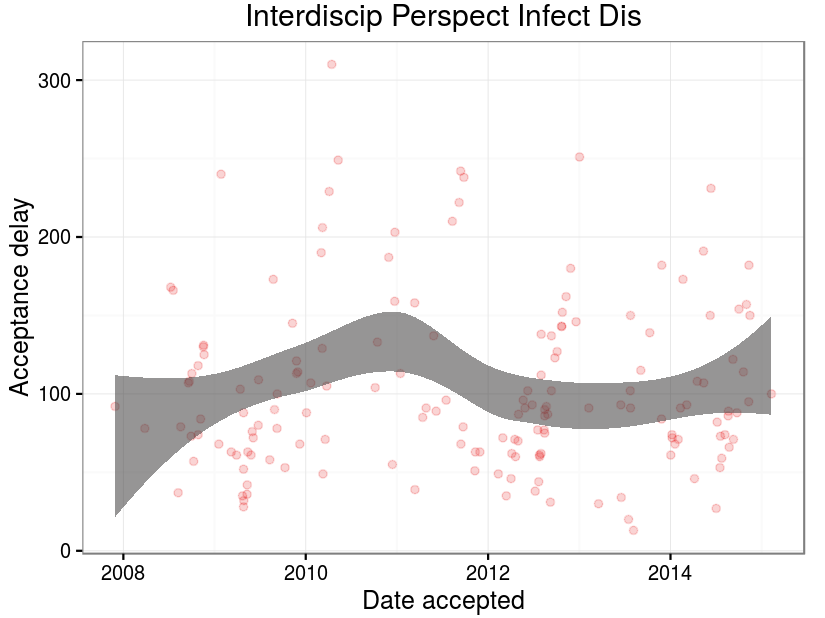 Interdiscip Perspect Infect Dis
300
200
100
0
Acceptance delay
2008 2010 2012 2014
Date accepted